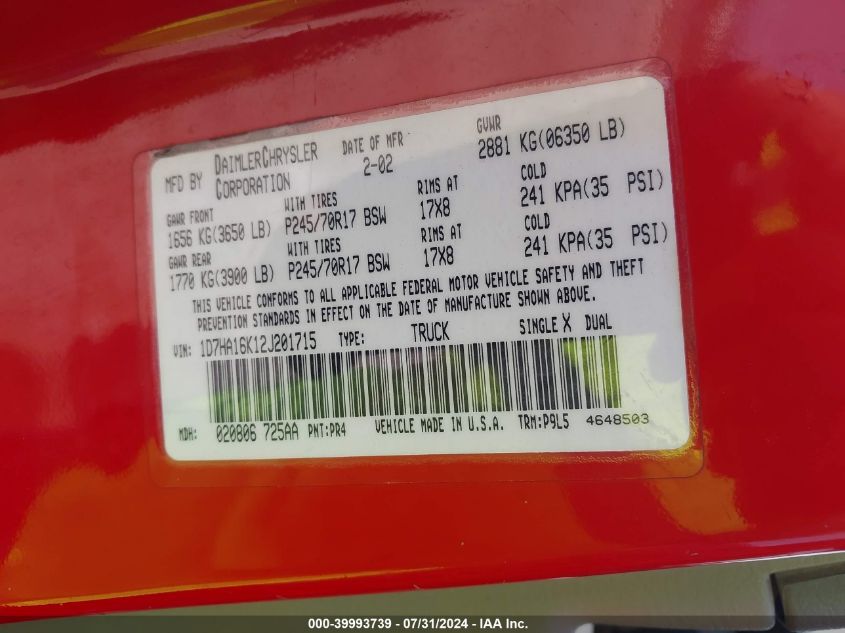 MFD BY DAIMLERCHRYSLER CORPORATION
DATE OF MFR 2-02
GVWR 2881 KG(06350 LB)
GAWR FRONT WITH TIRES RIMS AT COLD
1656 KG(3650 LB) P245/70R17 BSW 17X8 241 KPA(35 PSI)
GAWR REAR WITH TIRES RIMS AT COLD
1770 KG(3900 LB) P245/70R17 BSW 17X8 241 KPA(35 PSI)
THIS VEHICLE CONFORMS TO ALL APPLICABLE FEDERAL MOTOR VEHICLE SAFETY AND THEFT
PREVENTION STANDARDS IN EFFECT ON THE DATE OF MANUFACTURE SHOWN ABOVE.
VIN: 1D7HA16K12J201715 TYPE: TRUCK SINGLE X DUAL
MDH: 020806 725AA PNT:PR4 VEHICLE MADE IN U.S.A. TRM:P9L5 4648503
000-39993739 - 07/31/2024 - IAA Inc.